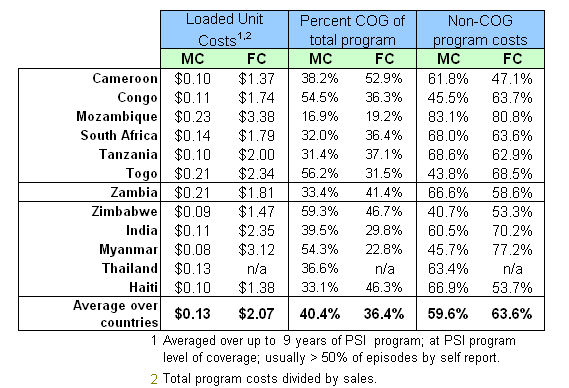 Loaded Unit Percent COG of Non-COG
Costs1,2 total program program costs
MC FC MC FC MC FC
Cameroon $0.10 $1.37 38.2% 52.9% 61.8% 47.1%
Congo $0.11 $1.74 54.5% 36.3% 45.5% 63.7%
Mozambique $0.23 $3.38 16.9% 19.2% 83.1% 80.8%
South Africa $0.14 $1.79 32.0% 36.4% 68.0% 63.6%
Tanzania $0.10 $2.00 31.4% 37.1% 68.6% 62.9%
Togo $0.21 $2.34 56.2% 31.5% 43.8% 68.5%
Zambia $0.21 $1.81 33.4% 41.4% 66.6% 58.6%
Zimbabwe $0.09 $1.47 59.3% 46.7% 40.7% 53.3%
India $0.11 $2.35 39.5% 29.8% 60.5% 70.2%
Myanmar $0.08 $3.12 54.3% 22.8% 45.7% 77.2%
Thailand $0.13 n/a 36.6% n/a 63.4% n/a
Haiti $0.10 $1.38 33.1% 46.3% 66.9% 53.7%
Average over
countries $0.13 $2.07 40.4% 36.4% 59.6% 63.6%
1 Averaged over up to 9 years of PSI program; at PSI program
level of coverage; usually > 50% of episodes by self report.
2 Total program costs divided by sales.